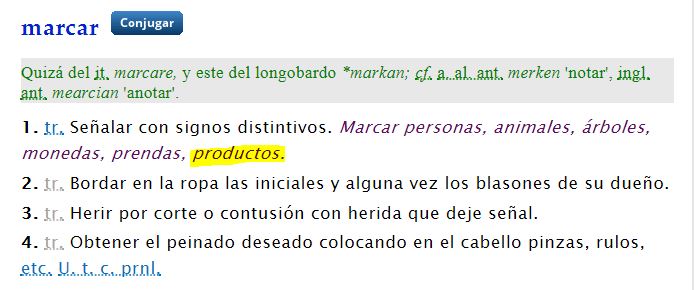 marcar Conjugar
Quizá del it. marcare, y este del longobardo *markan; cf. a. al. ant. merken 'notar', ingl.
ant. mearcian 'anotar'.
1. tr. Señalar con signos distintivos. Marcar personas, animales, árboles,
monedas, prendas, productos.
2. tr. Bordar en la ropa las iniciales y alguna vez los blasones de su dueño.
3. tr. Herir por corte o contusión con herida que deje señal.
4. tr. Obtener el peinado deseado colocando en el cabello pinzas, rulos,
etc. U. t. c. prnl.